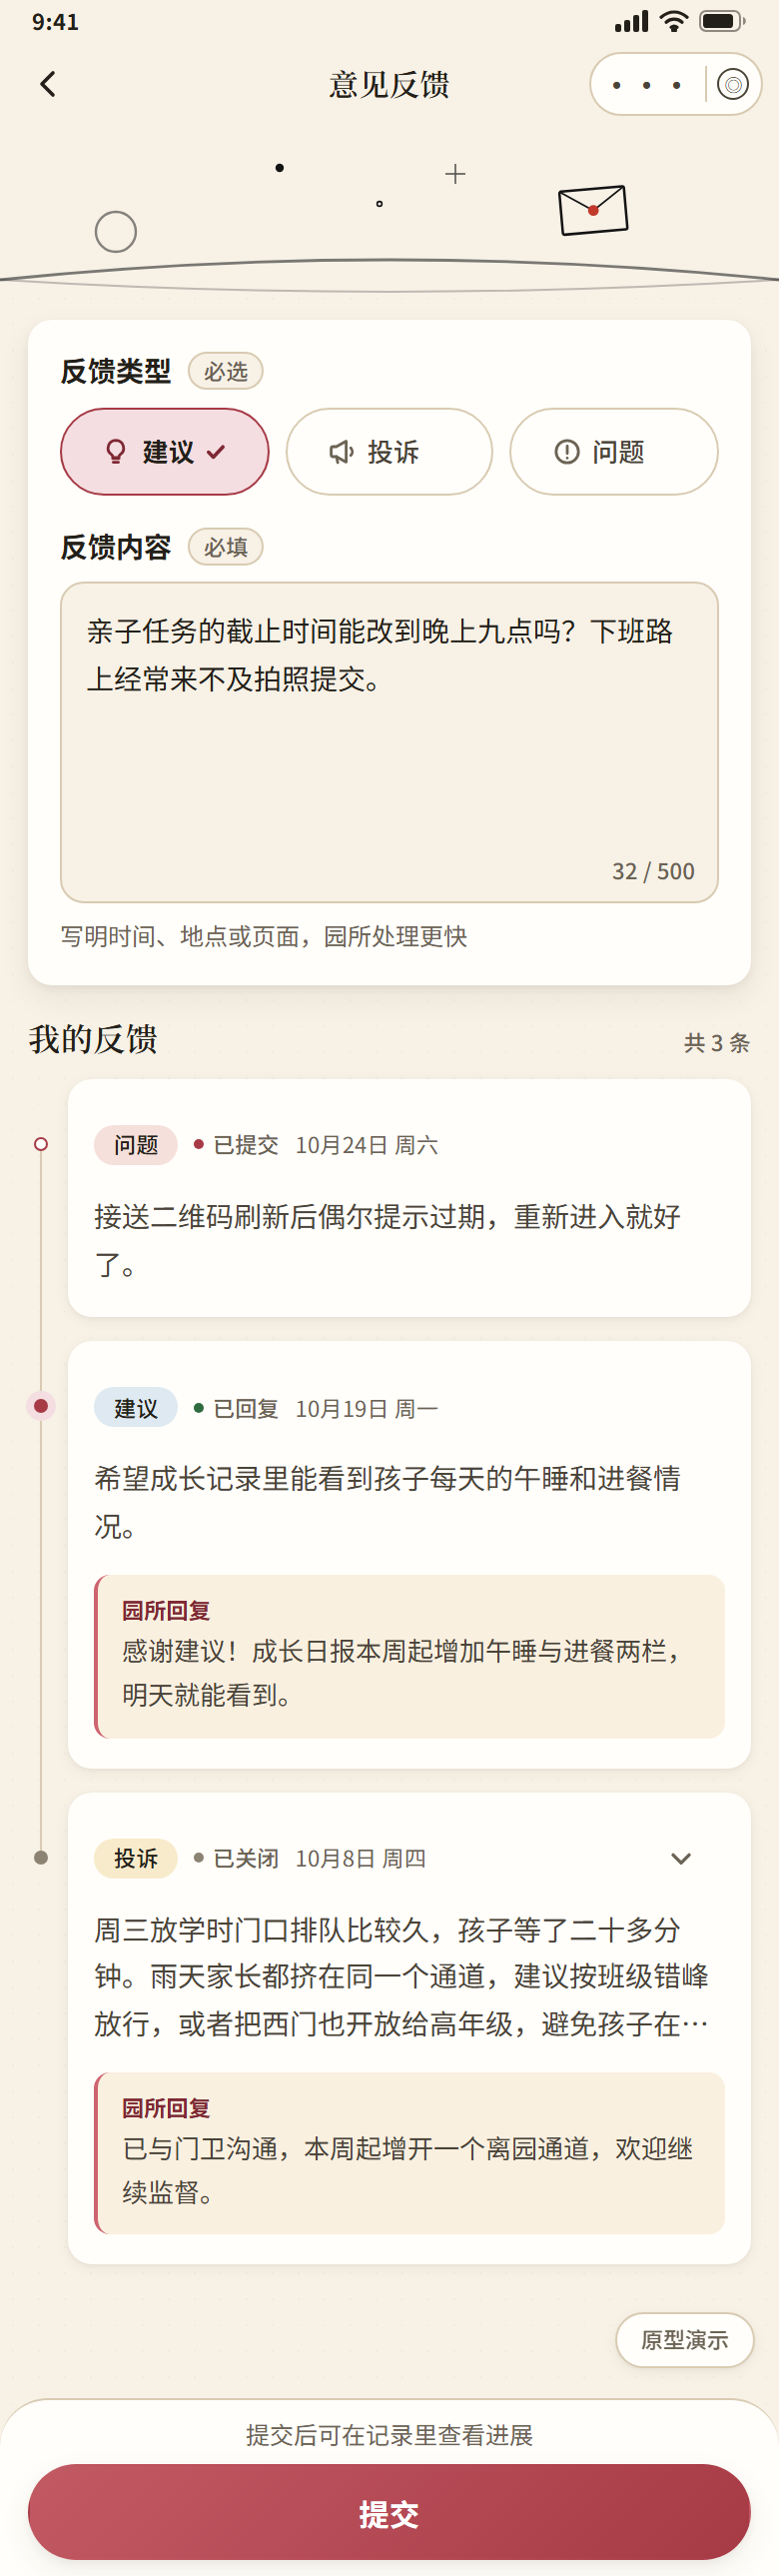 9:41
意见反馈
反馈类型 必选
建议 投诉 问题
反馈内容 必填
亲子任务的截止时间能改到晚上九点吗？下班路
上经常来不及拍照提交。
32 / 500
写明时间、地点或页面，园所处理更快
我的反馈 共 3 条
问题 已提交 10月24日 周六
接送二维码刷新后偶尔提示过期，重新进入就好
了。
建议 已回复 10月19日 周一
希望成长记录里能看到孩子每天的午睡和进餐情
况。
园所回复
感谢建议！成长日报本周起增加午睡与进餐两栏，
明天就能看到。
投诉 已关闭 10月8日 周四
周三放学时门口排队比较久，孩子等了二十多分
钟。雨天家长都挤在同一个通道，建议按班级错峰
放行，或者把西门也开放给高年级，避免孩子在…
园所回复
已与门卫沟通，本周起增开一个离园通道，欢迎继
续监督。
原型演示
提交后可在记录里查看进展
提交